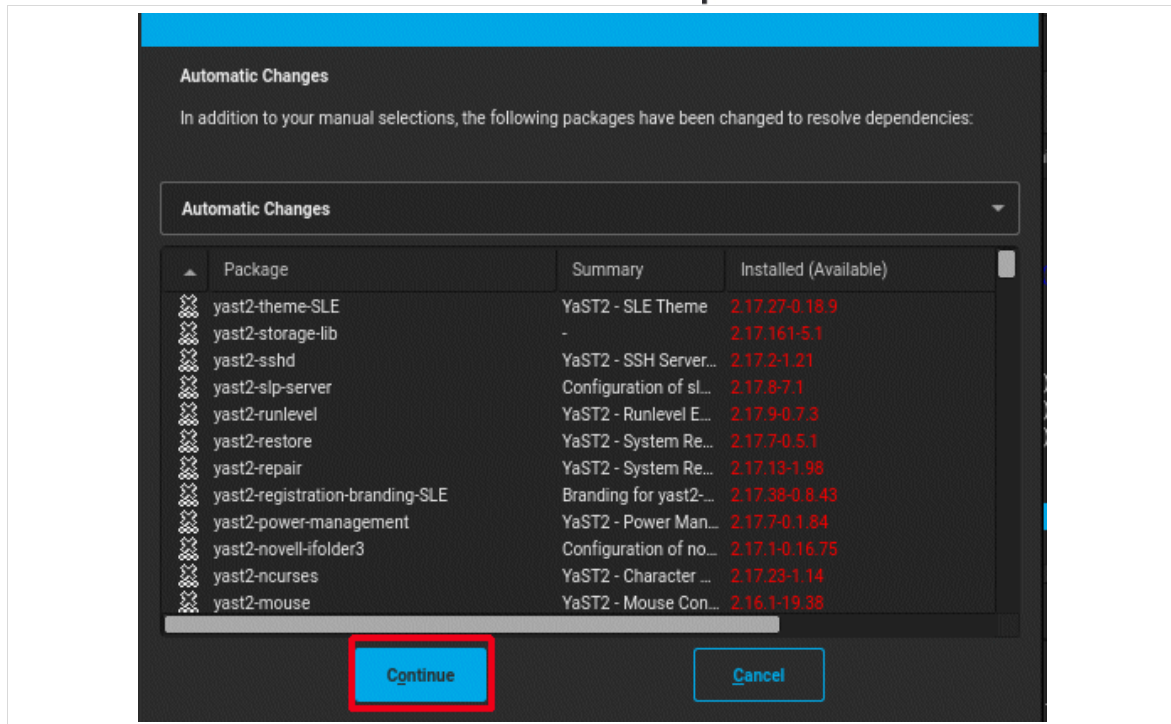 Automatic Changes
In addition to your manual selections, the following packages have been changed to resolve dependencies:
Automatic Changes
Package Summary Installed (Available)
yast2-theme-SLE YaST2 - SLE Theme 2.17.27-0.18.9
yast2-storage-lib - 2.17.161-5.1
yast2-sshd YaST2 - SSH Server... 2.17.2-1.21
yast2-slp-server Configuration of sl... 2.17.8-7.1
yast2-runlevel YaST2 - Runlevel E... 2.17.9-0.7.3
yast2-restore YaST2 - System Re... 2.17.7-0.5.1
yast2-repair YaST2 - System Re... 2.17.13-1.98
yast2-registration-branding-SLE Branding for yast2-... 2.17.38-0.8.43
yast2-power-management YaST2 - Power Man... 2.17.7-0.1.84
yast2-novell-ifolder3 Configuration of no... 2.17.1-0.16.75
yast2-ncurses YaST2 - Character ... 2.17.23-1.14
yast2-mouse YaST2 - Mouse Con... 2.16.1-19.38
Continue Cancel